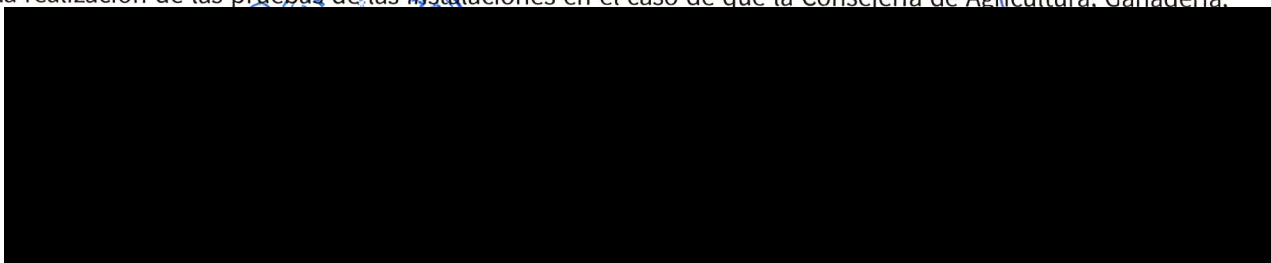 a realización de las pruebas de las instalaciones en el caso de que la Consejería de Agricultura, Ganadería,